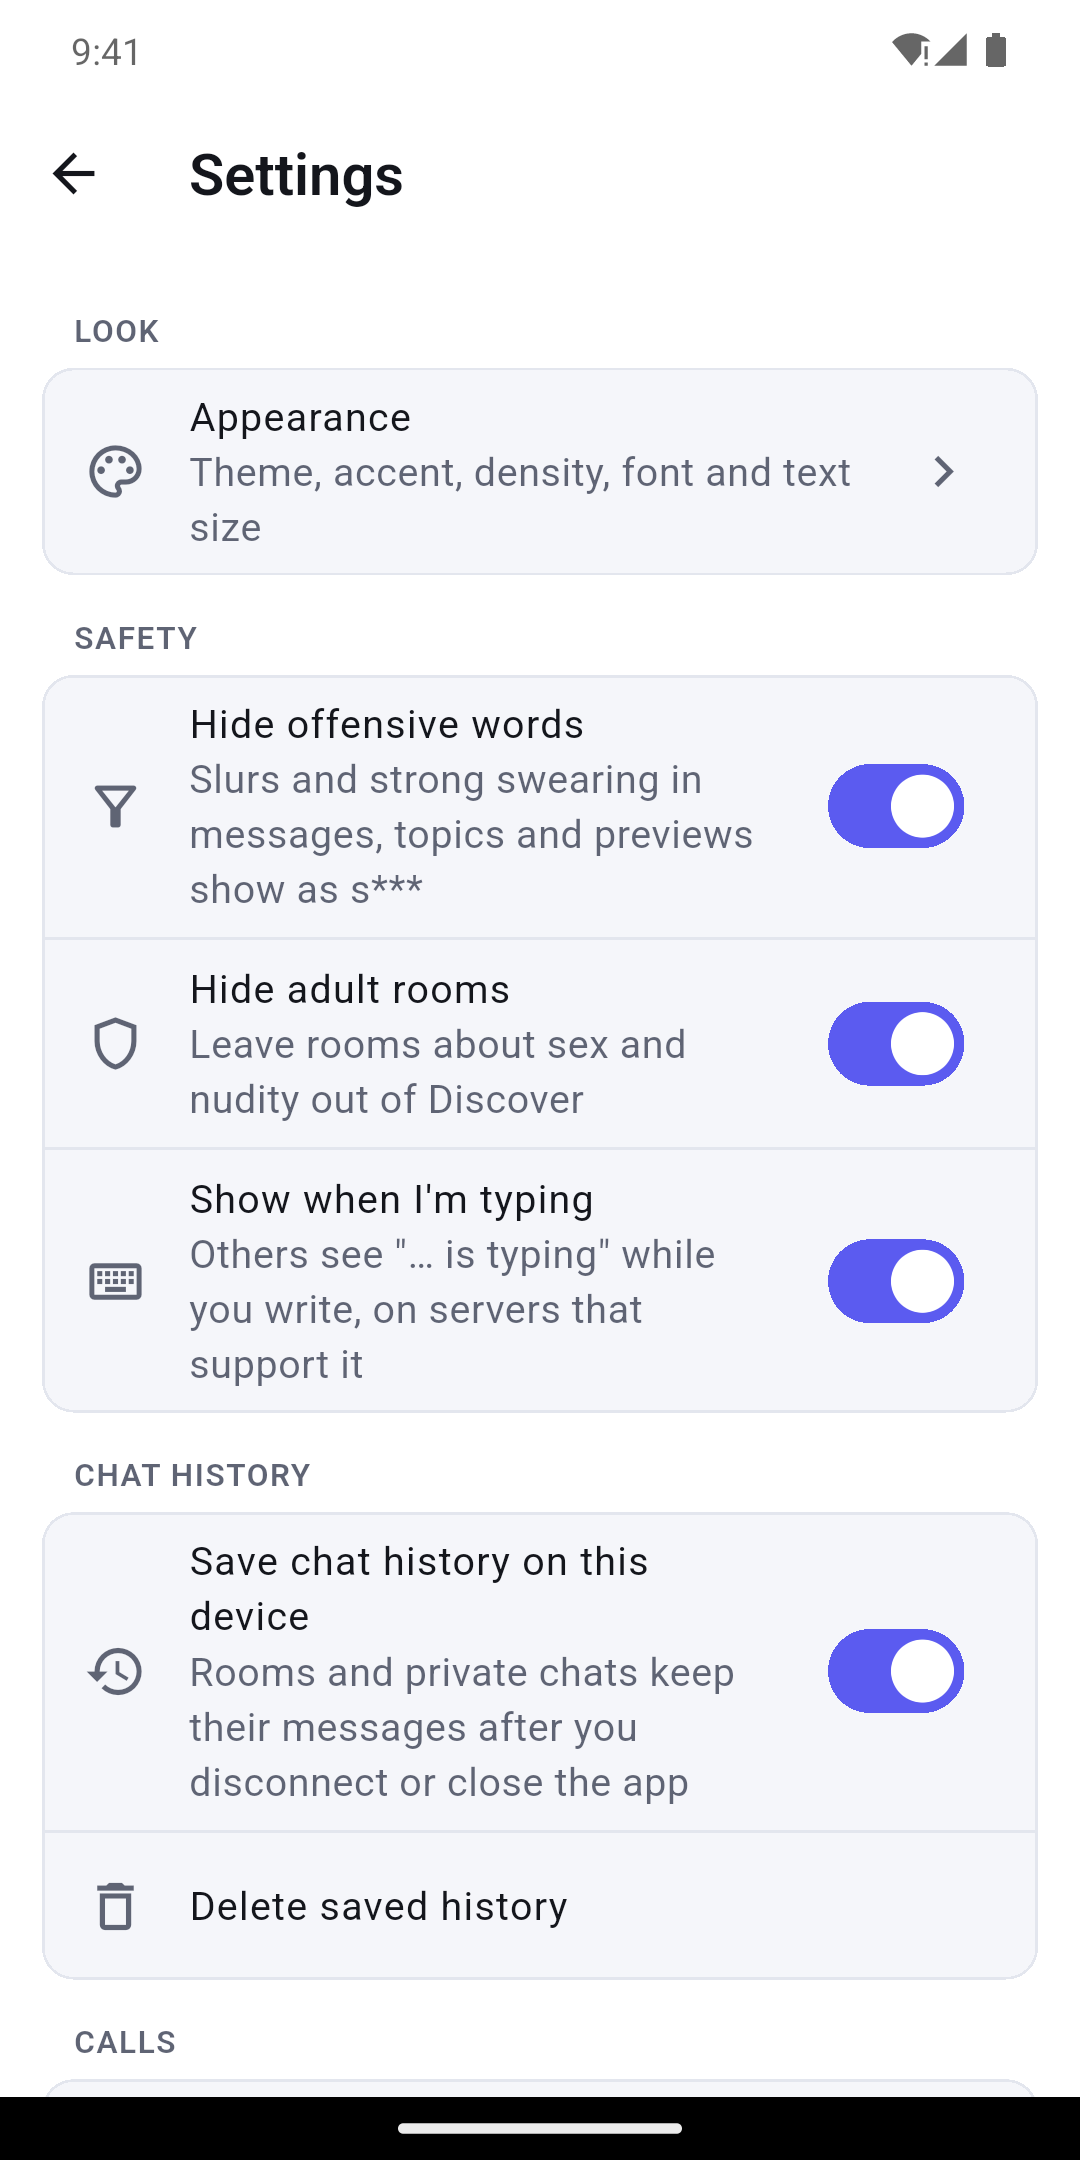 9:41
Settings
LOOK
Appearance
Theme, accent, density, font and text
size
SAFETY
Hide offensive words
Slurs and strong swearing in
messages, topics and previews
show as s***
Hide adult rooms
Leave rooms about sex and
nudity out of Discover
Show when I'm typing
Others see "… is typing" while
you write, on servers that
support it
CHAT HISTORY
Save chat history on this
device
Rooms and private chats keep
their messages after you
disconnect or close the app
Delete saved history
CALLS